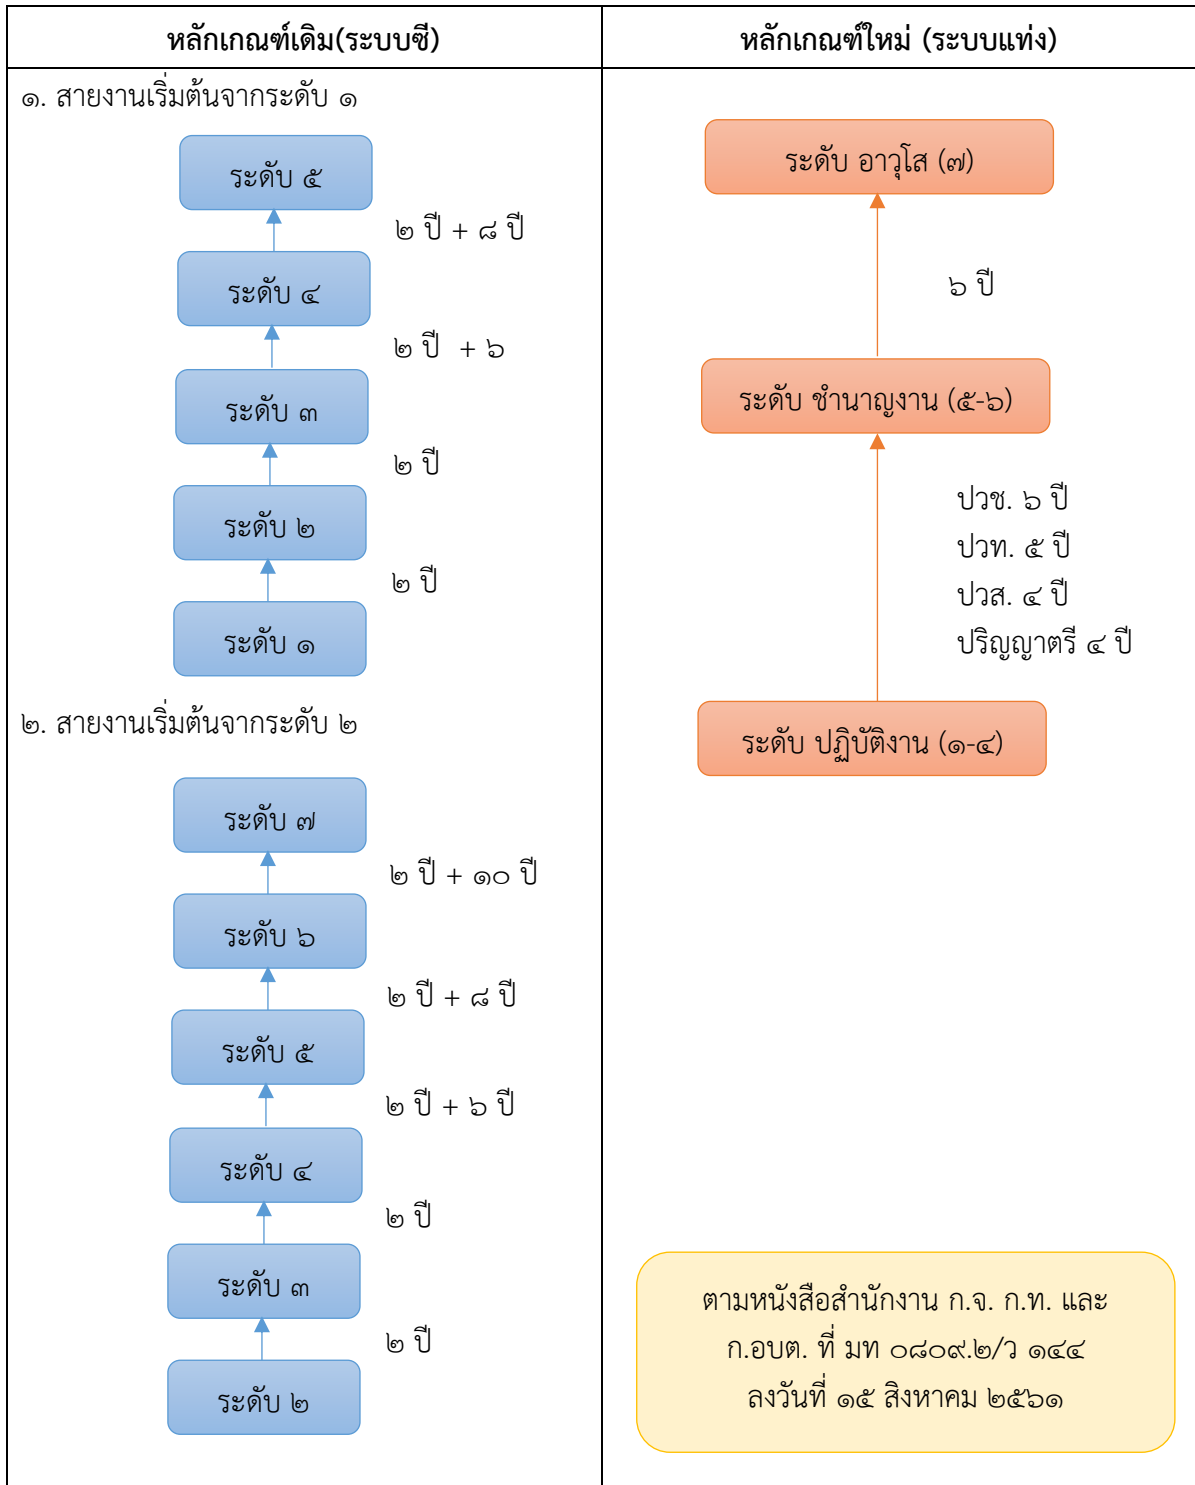 หลักเกณฑ์เดิม(ระบบซี)
๑. สายงานเริ่มต้นจากระดับ ๑
ระดับ ๕
๒ ปี + ๘ ปี
ระดับ ๔
๒ ปี + ๖
ระดับ ๓
๒ ปี
ระดับ ๒
๒ ปี
ระดับ ๑
๒. สายงานเริ่มต้นจากระดับ ๒
ระดับ ๗
๒ ปี + ๑๐ ปี
ระดับ ๖
๒ ปี + ๘ ปี
ระดับ ๕
๒ ปี + ๖ ปี
ระดับ ๔
๒ ปี
ระดับ ๓
๒ ปี
ระดับ ๒
หลักเกณฑ์ใหม่ (ระบบแท่ง)
ระดับ อาวุโส (๗)
๖ ปี
ระดับ ชำนาญงาน (๕-๖)
ปวช. ๖ ปี
ปวท. ๕ ปี
ปวส. ๔ ปี
ปริญญาตรี ๔ ปี
ระดับ ปฏิบัติงาน (๑-๔)
ตามหนังสือสำนักงาน ก.จ. ก.ท. และ
ก.อบต. ที่ มท ๐๘๐๙.๒/ว ๑๔๔
ลงวันที่ ๑๕ สิงหาคม ๒๕๖๑